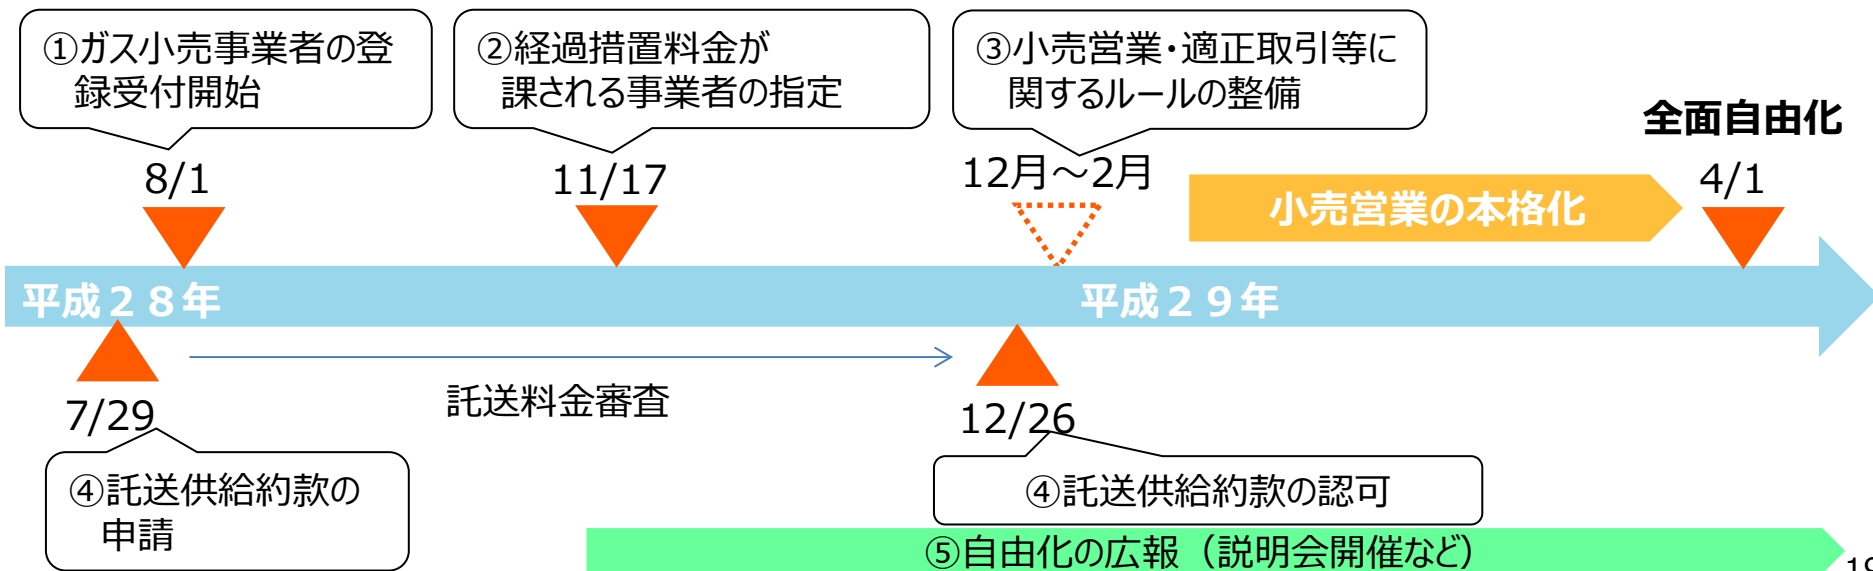 ①ガス小売事業者の登
録受付開始
②経過措置料金が
課される事業者の指定
③小売営業・適正取引等に
関するルールの整備
全面自由化
8/1
11/17
12月～2月
小売営業の本格化
4/1
平成２８年
平成２９年
託送料金審査
7/29
12/26
④託送供給約款の
申請
④託送供給約款の認可
⑤自由化の広報（説明会開催など）